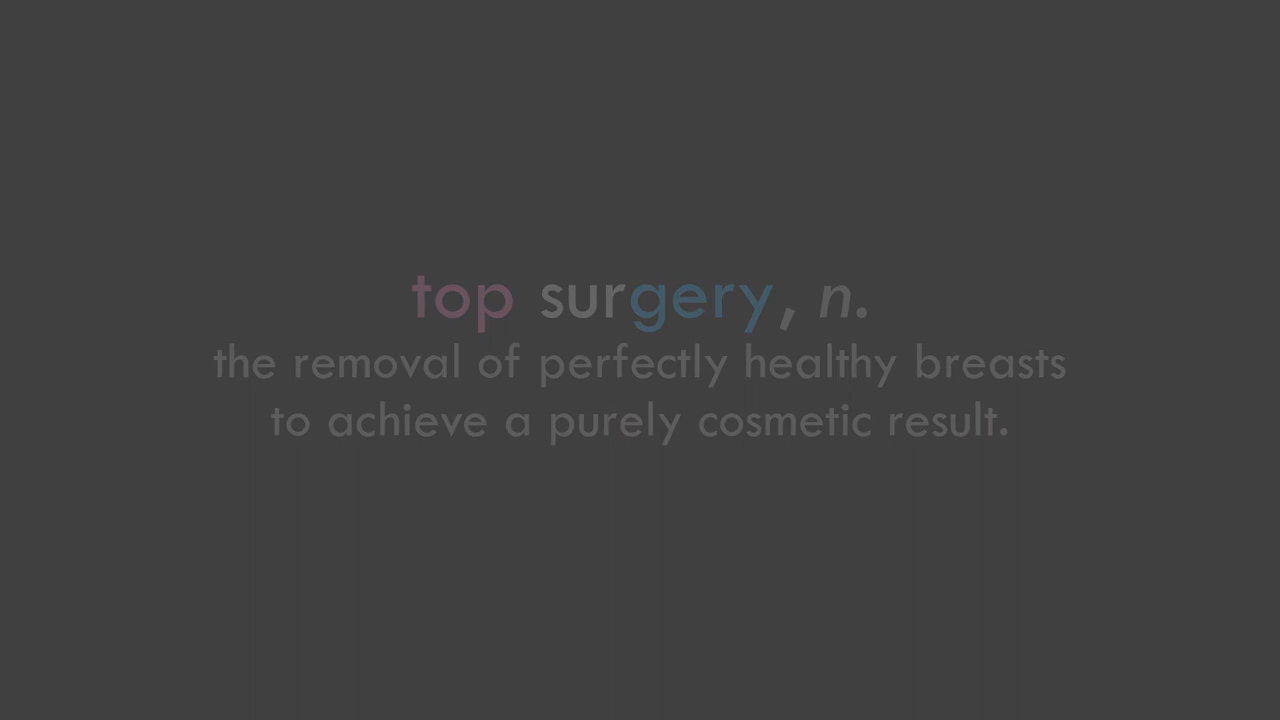 top surgery, n.
the removal of perfectly healthy breasts
to achieve a purely cosmetic result.